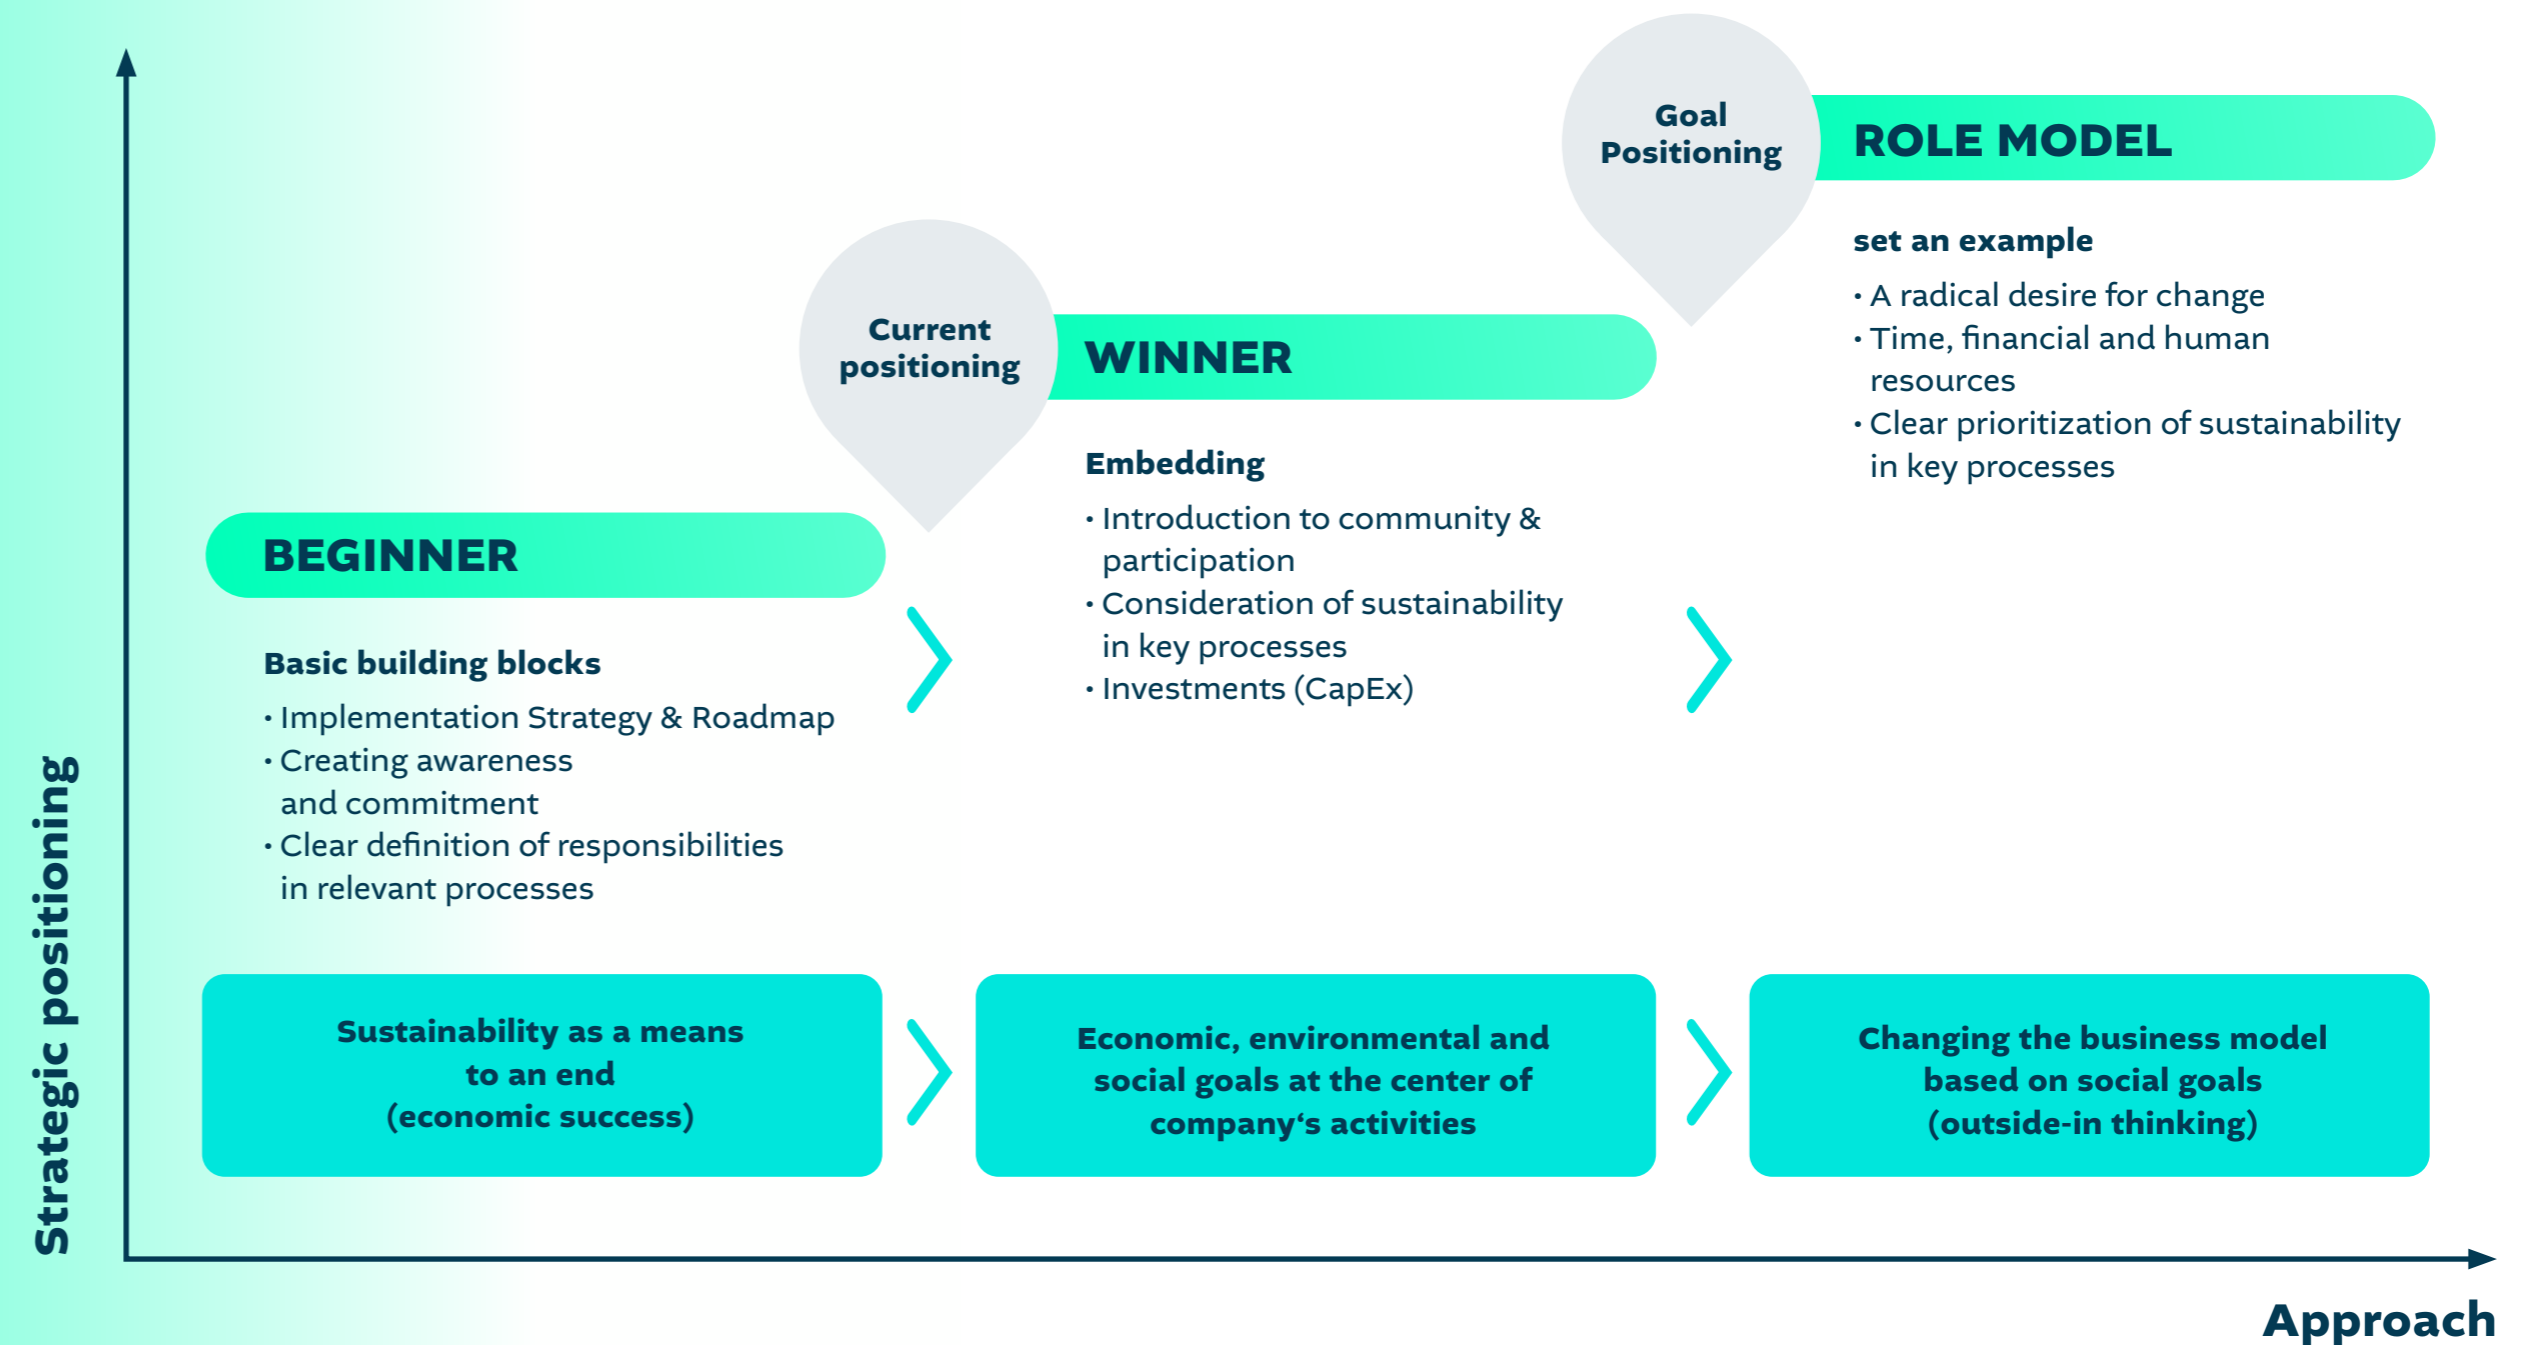 Strategic positioning
BEGINNER
Basic building blocks
· Implementation Strategy & Roadmap
· Creating awareness
and commitment
· Clear definition of responsibilities
in relevant processes
Sustainability as a means
to an end
(economic success)
Current
positioning
WINNER
Embedding
· Introduction to community &
participation
· Consideration of sustainability
in key processes
· Investments (CapEx)
Economic, environmental and
social goals at the center of
company‘s activities
Goal
Positioning
ROLE MODEL
set an example
· A radical desire for change
· Time, financial and human
resources
· Clear prioritization of sustainability
in key processes
Changing the business model
based on social goals
(outside-in thinking)
Approach